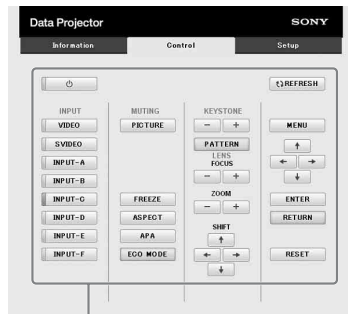 Data Projector
SONY
Information
Control
Setup
REFRESH
INPUT
MUTING
KEYSTONE
VIDEO
PICTURE
- +
MENU
SVIDEO
PATTERN
INPUT-A
LENS
FOCUS
INPUT-B
- +
INPUT-C
FREEZE
ZOOM
- +
ENTER
INPUT-D
ASPECT
RETURN
INPUT-E
APA
SHIFT
INPUT-F
ECO MODE
RESET